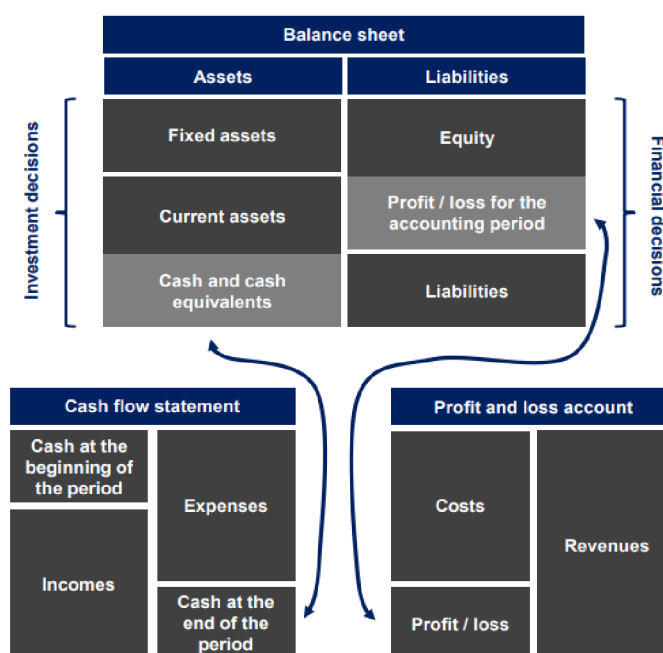 Balance sheet
Assets
Liabilities
Investment decisions
Fixed assets
Equity
Current assets
Profit / loss for the
accounting period
Cash and cash
equivalents
Liabilities
Financial decisions
Cash flow statement
Cash at the
beginning of
the period
Expenses
Incomes
Cash at the
end of the
period
Profit and loss account
Costs
Revenues
Profit / loss